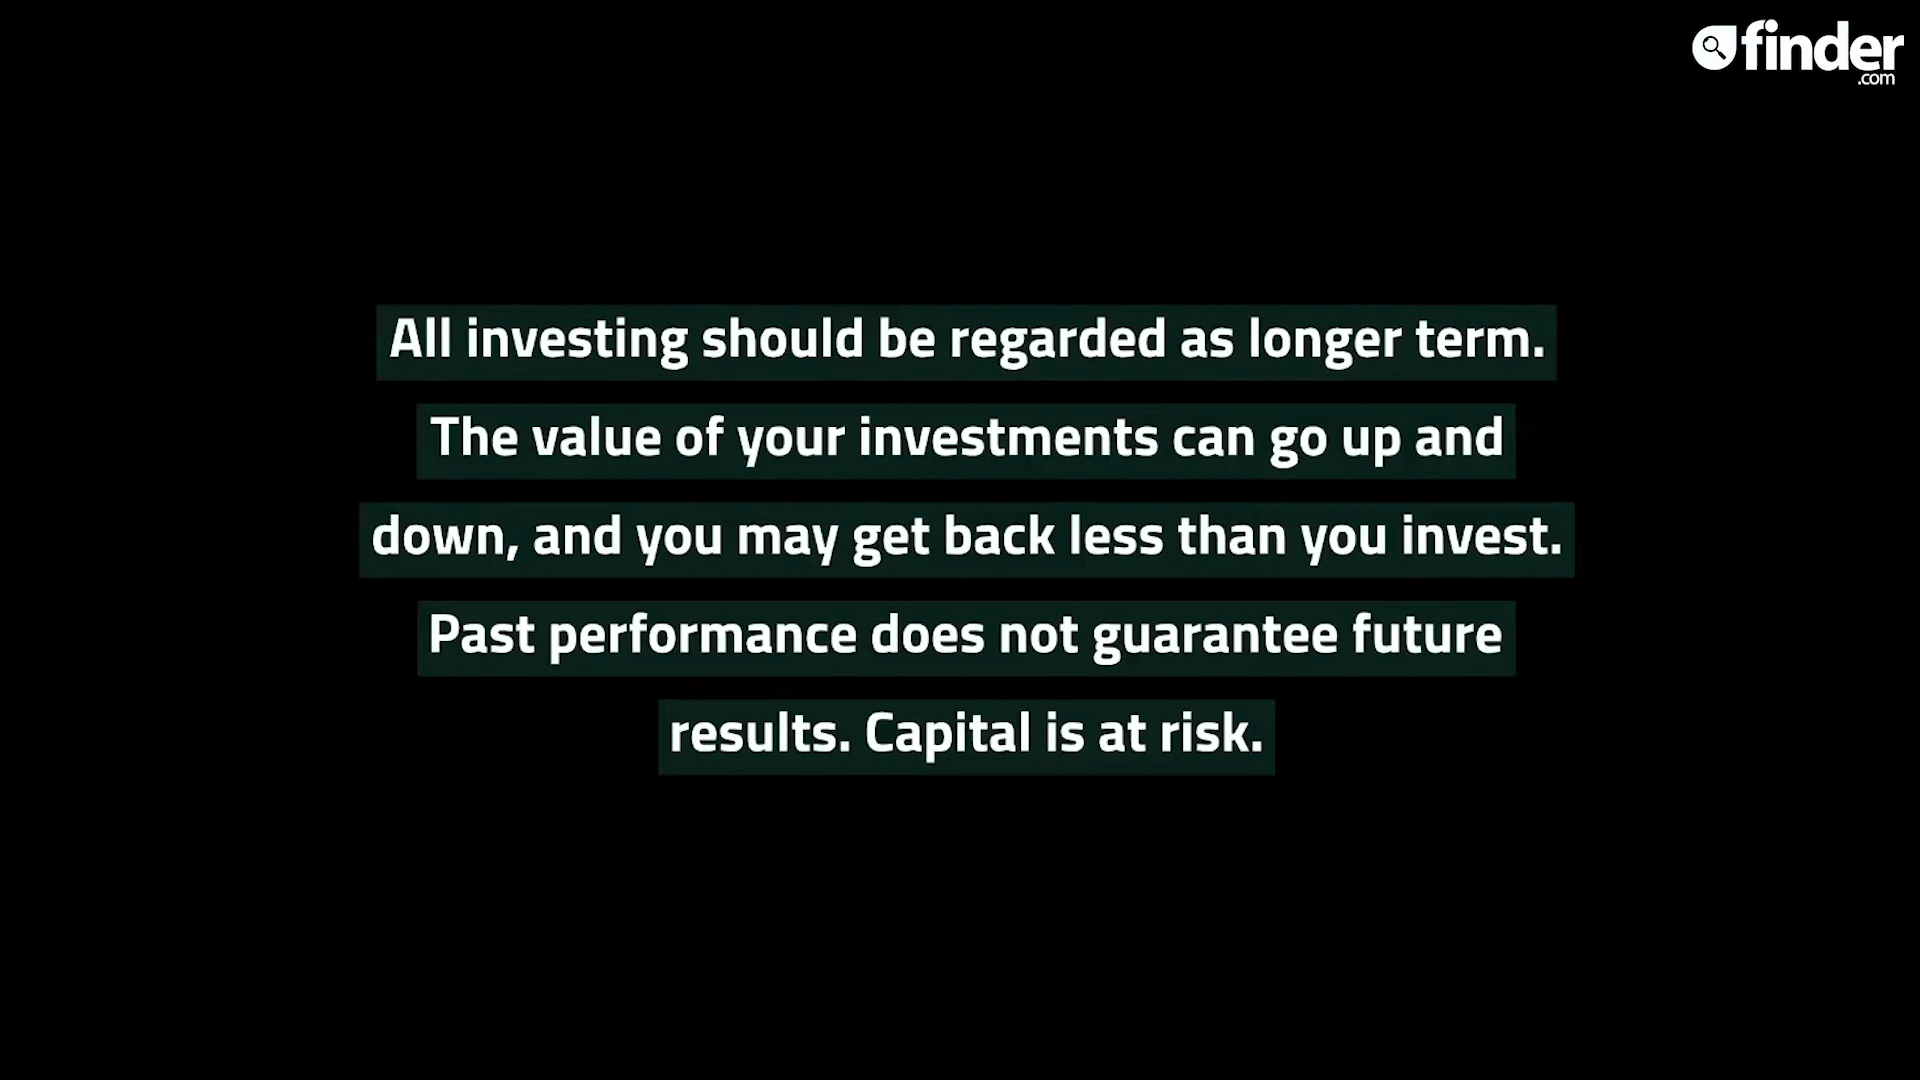 finder
.com
All investing should be regarded as longer term.
The value of your investments can go up and
down, and you may get back less than you invest.
Past performance does not guarantee future
results. Capital is at risk.